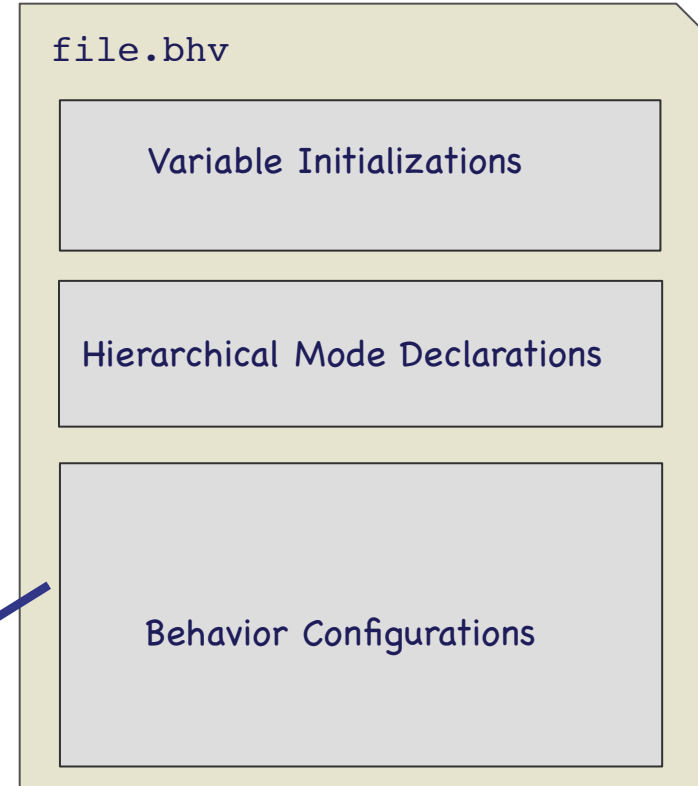 file.bhv
Variable Initializations
Hierarchical Mode Declarations
Behavior Configurations